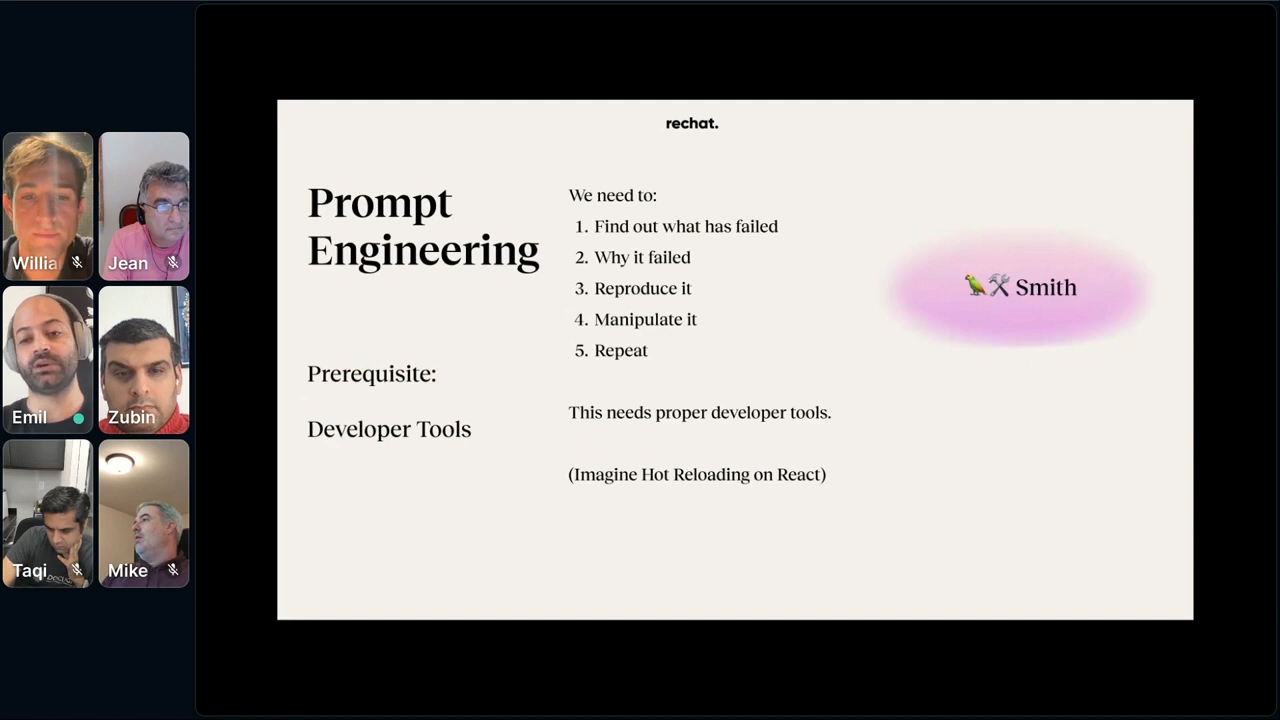 Willia
Jean
Emil
Zubin
Taqi
Mike
rechat.
Prompt
Engineering
Prerequisite:
Developer Tools
We need to:
1. Find out what has failed
2. Why it failed
3. Reproduce it
4. Manipulate it
5. Repeat
This needs proper developer tools.
(Imagine Hot Reloading on React)
🦜🛠️ Smith